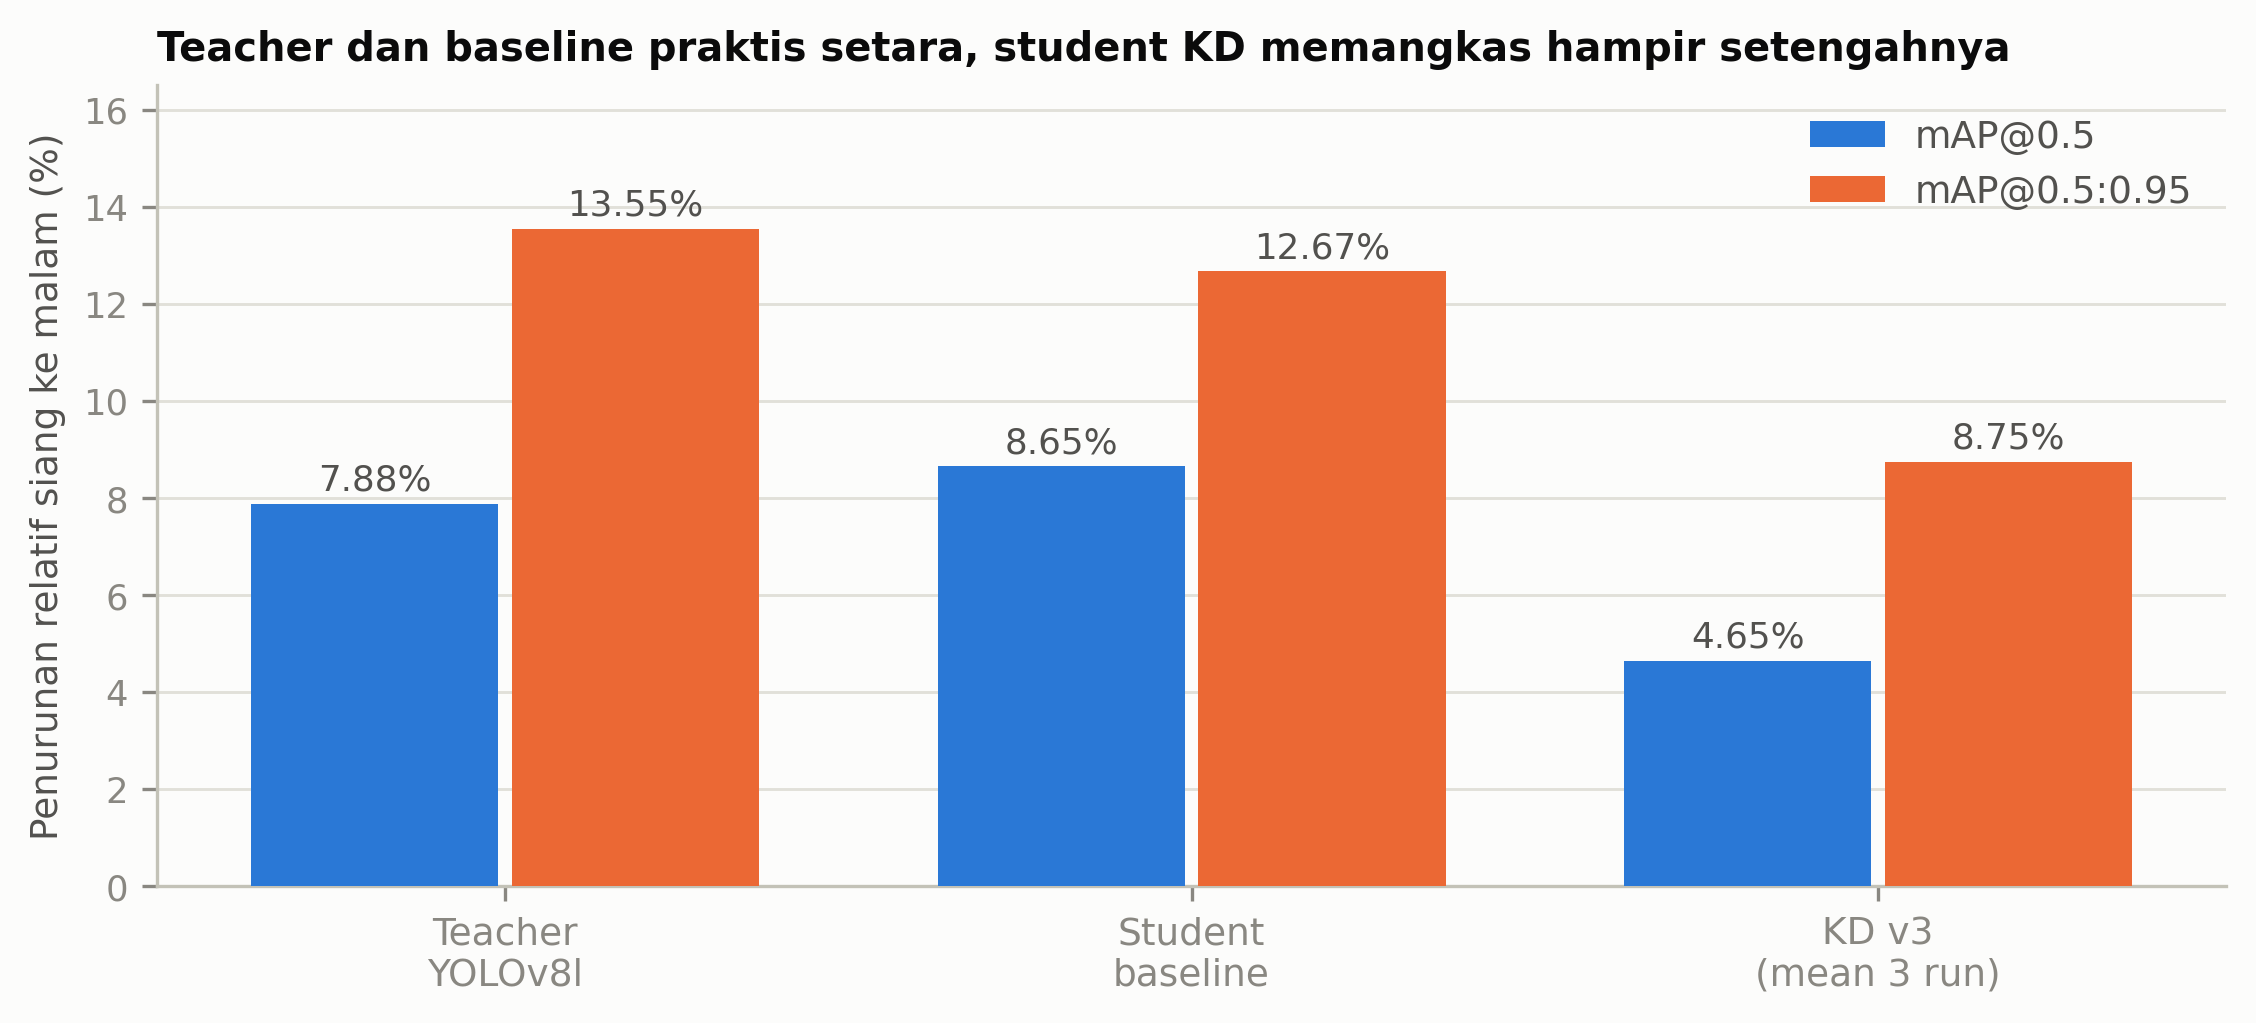 Teacher dan baseline praktis setara, student KD memangkas hampir setengahnya
Penurunan relatif siang ke malam (%)
16
14
12
10
8
6
4
2
0
mAP@0.5
mAP@0.5:0.95
7.88%
13.55%
8.65%
12.67%
4.65%
8.75%
Teacher
YOLOv8l
Student
baseline
KD v3
(mean 3 run)